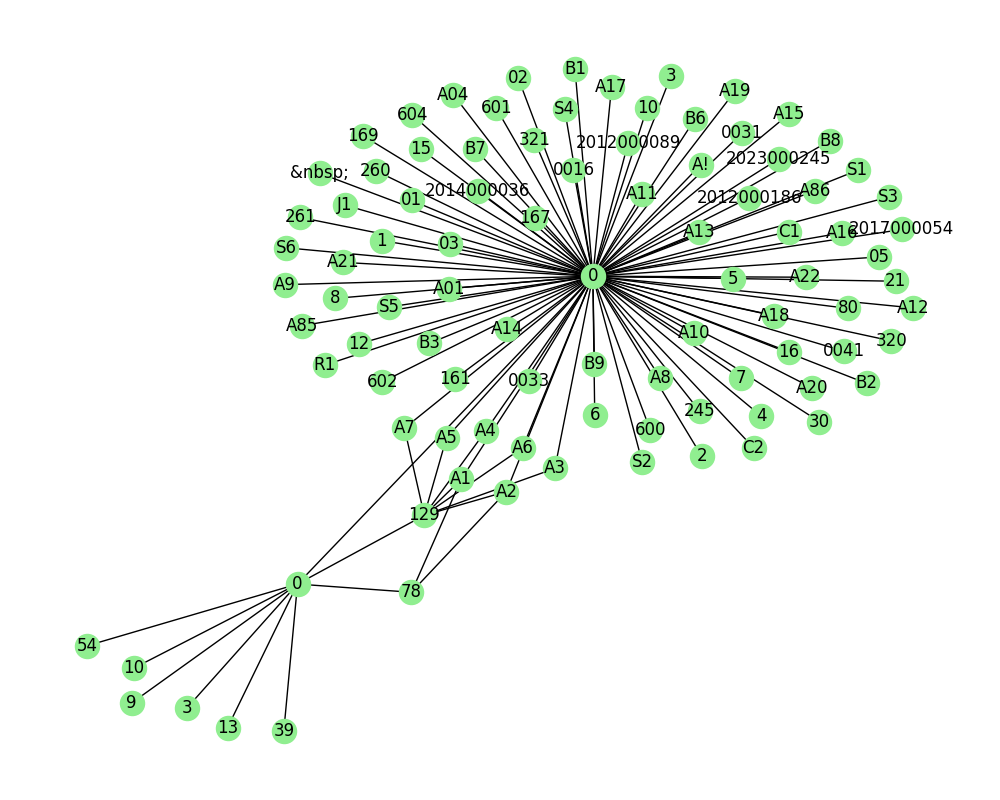 B1
3
02
A17
A19
A04
601
S4
10
604
A15
B6
169
0031
321
B8
2012000089
15
B7
A!
2023000245
&nbsp;
260
0016
S1
2014000036
A86
A11
01
2012000186
S3
J1
261
167
2017000054
A13
C1
A16
1
03
S6
A21
05
0
5
A22
21
A9
A01
8
S5
80
A12
A18
A85
A14
A10
12
B3
320
0041
16
R1
B9
161
0033
A8
7
602
B2
A20
245
6
4
30
A7
A4
600
A5
A6
C2
2
S2
A3
A1
A2
129
0
78
54
10
9
3
13
39